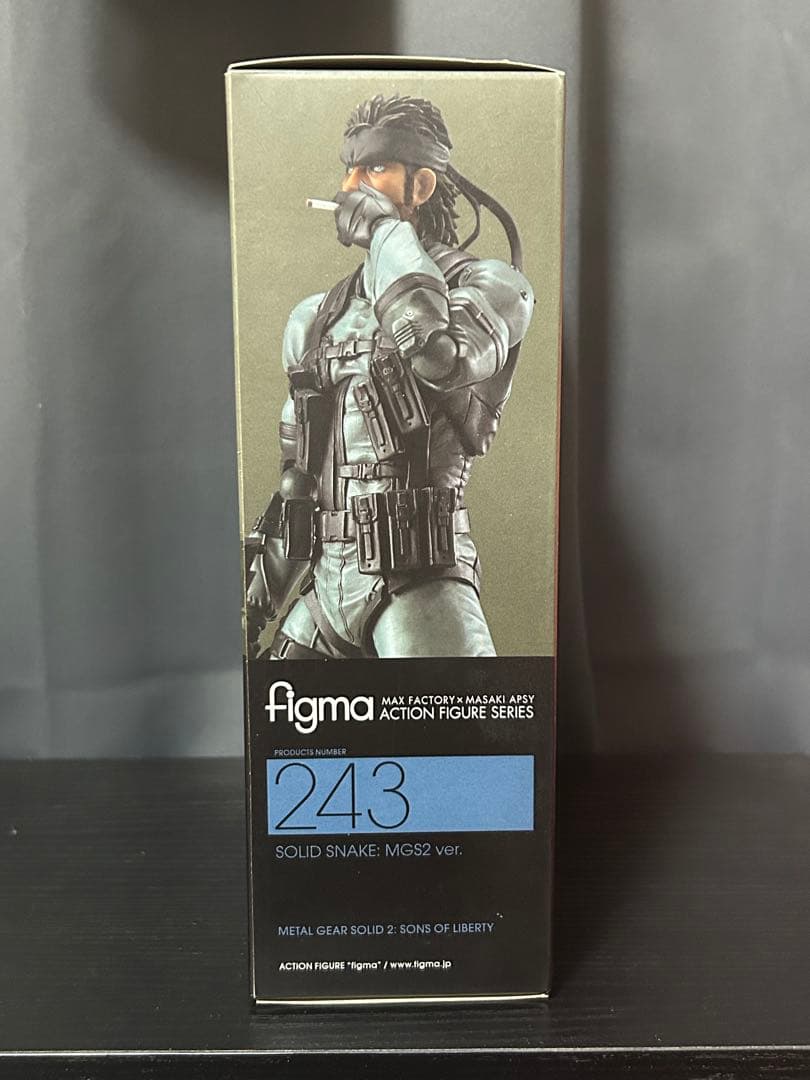 figma MAX FACTORY×MASAKI APSY
ACTION FIGURE SERIES
PRODUCTS NUMBER
243
SOLID SNAKE: MGS2 ver.
METAL GEAR SOLID 2: SONS OF LIBERTY
ACTION FIGURE "figma" / www.figma.jp